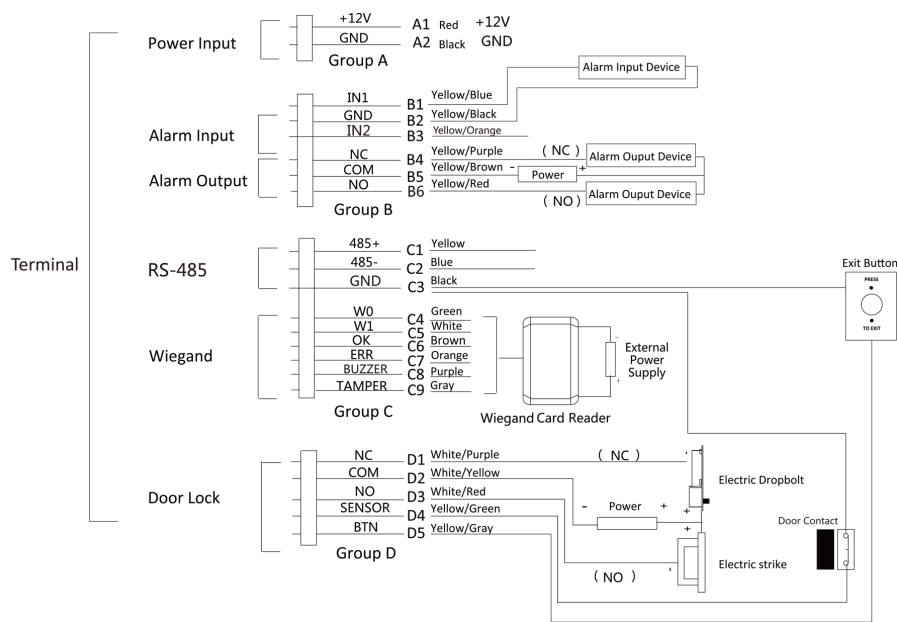 Terminal
Power Input
+12V A1 Red +12V
GND A2 Black GND
Group A
Alarm Input
Alarm Output
IN1 B1 Yellow/Blue
GND B2 Yellow/Black
IN2 B3 Yellow/Orange
NC B4 Yellow/Purple ( NC )
COM B5 Yellow/Brown - Power +
NO B6 Yellow/Red ( NO )
Group B
Alarm Input Device
Alarm Ouput Device
Alarm Ouput Device
RS-485
485+ C1 Yellow
485- C2 Blue
GND C3 Black
Exit Button
PRESS
TO EXIT
Wiegand
W0 C4 Green
W1 C5 White
OK C6 Brown
ERR C7 Orange
BUZZER C8 Purple
TAMPER C9 Gray
Group C
Wiegand Card Reader
-
External
Power
Supply
+
Door Lock
NC D1 White/Purple ( NC ) -
COM D2 White/Yellow
NO D3 White/Red
SENSOR D4 Yellow/Green
BTN D5 Yellow/Gray
Group D
- Power + +
+
( NO ) -
Electric Dropbolt
Electric strike
Door Contact